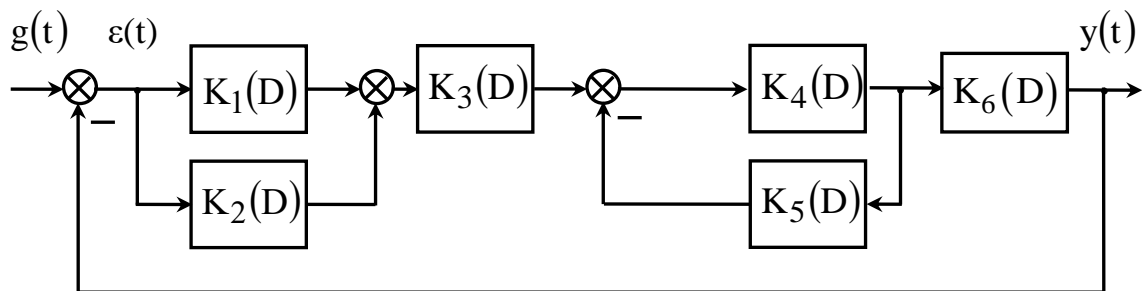 g(t)
ε(t)
y(t)
K₁(D)
K₃(D)
K₄(D)
K₆(D)
−
−
K₂(D)
K₅(D)